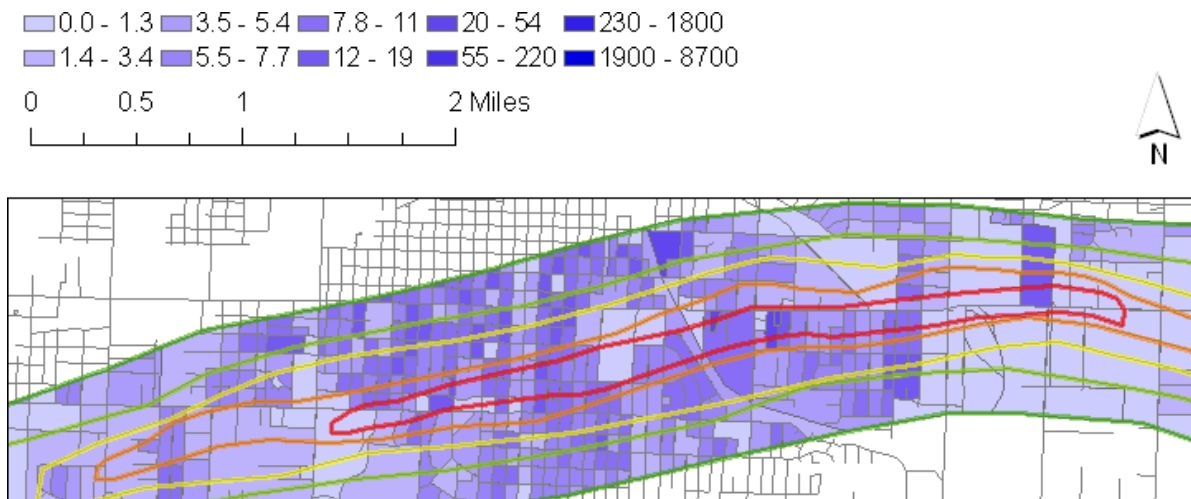 0.0 - 1.3 3.5 - 5.4 7.8 - 11 20 - 54 230 - 1800
1.4 - 3.4 5.5 - 7.7 12 - 19 55 - 220 1900 - 8700
0 0.5 1 2 Miles
N